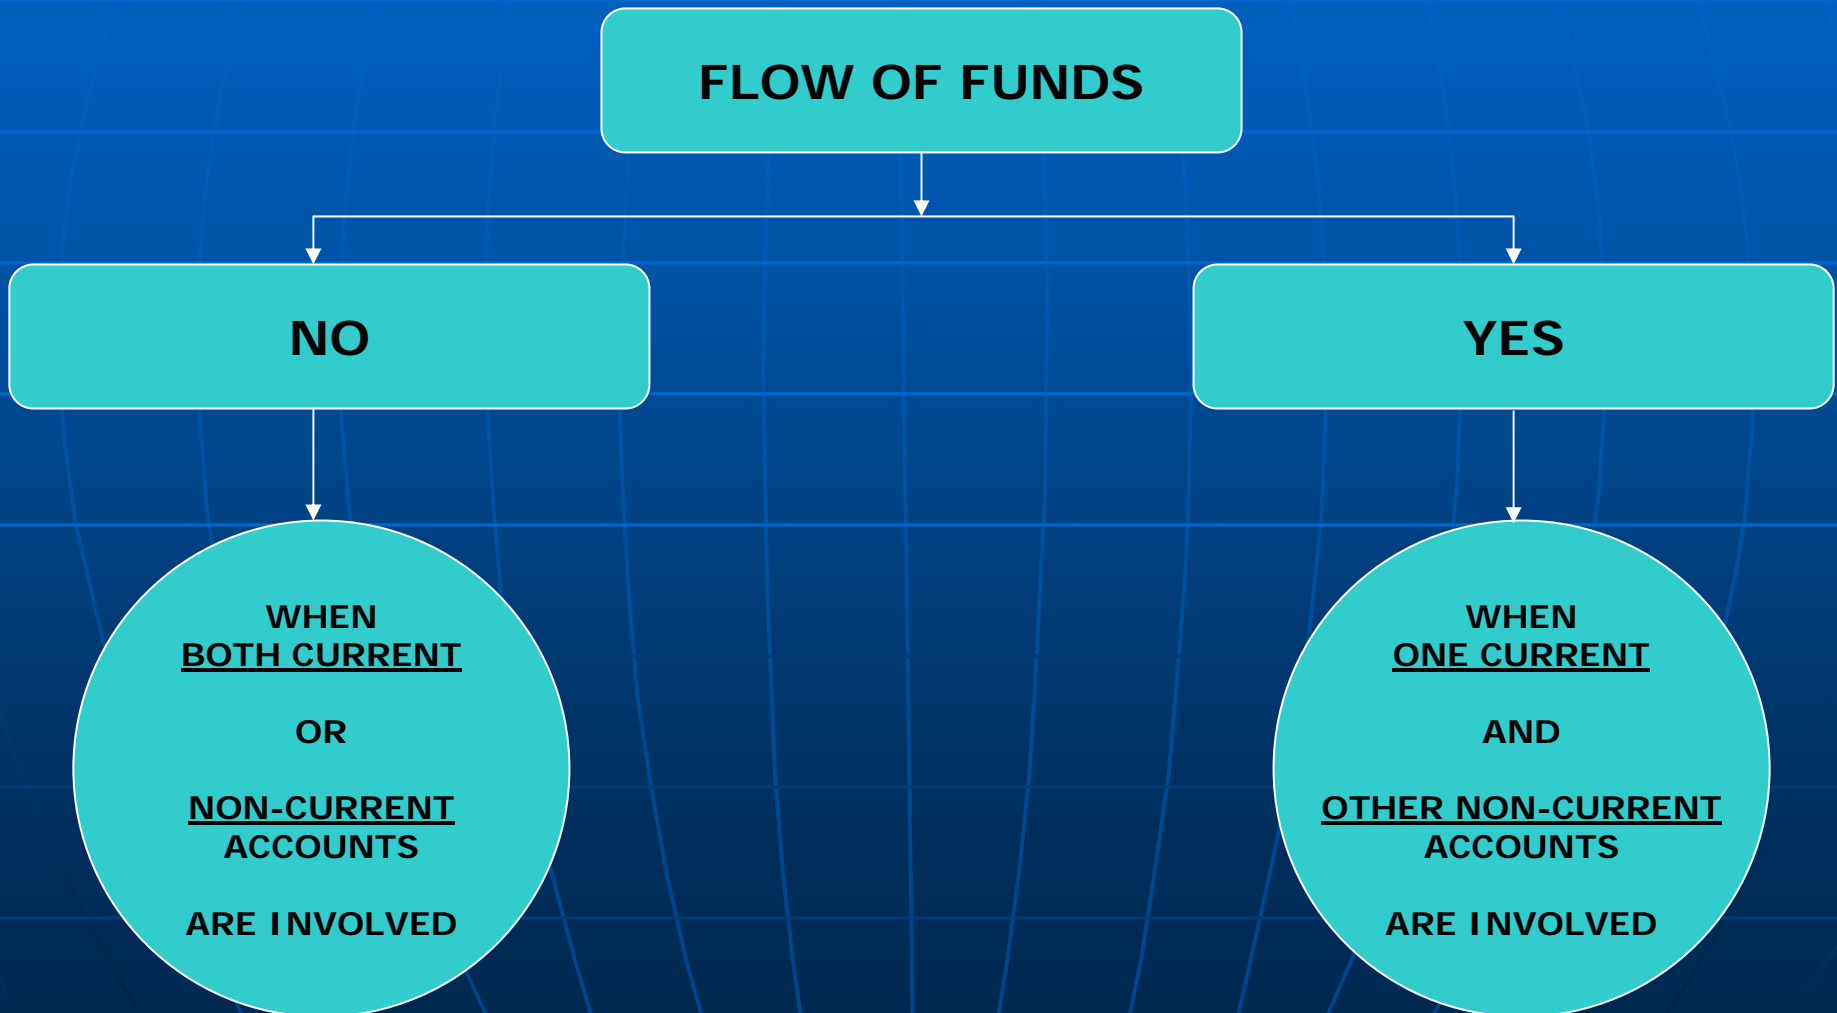 FLOW OF FUNDS
NO
YES
WHEN
BOTH CURRENT
OR
NON-CURRENT
ACCOUNTS
ARE INVOLVED
WHEN
ONE CURRENT
AND
OTHER NON-CURRENT
ACCOUNTS
ARE INVOLVED